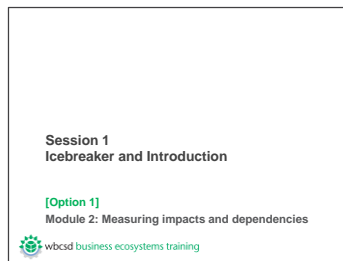 Session 1
Icebreaker and Introduction
[Option 1]
Module 2: Measuring impacts and dependencies
wbcsd business ecosystems training